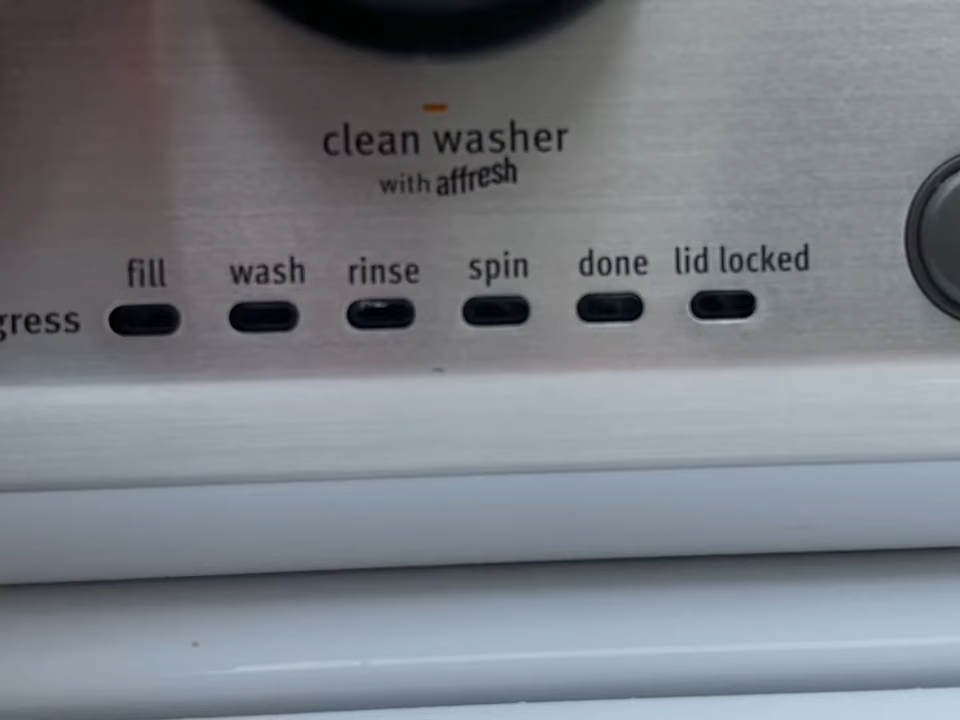 clean washer
with affresh
fill wash rinse spin done lid locked
gress